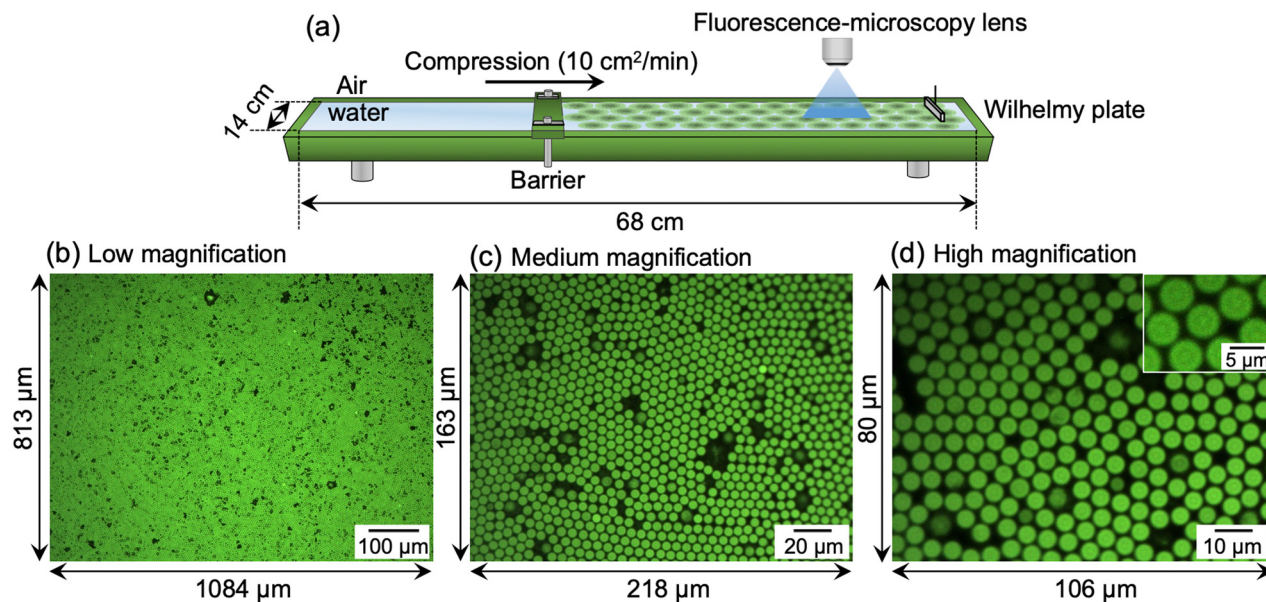 (a)
Fluorescence-microscopy lens
Compression (10 cm²/min)
Air
water
14 cm
Wilhelmy plate
Barrier
68 cm
(b) Low magnification
(c) Medium magnification
(d) High magnification
813 µm
100 µm
1084 µm
163 µm
20 µm
218 µm
80 µm
5 µm
10 µm
106 µm